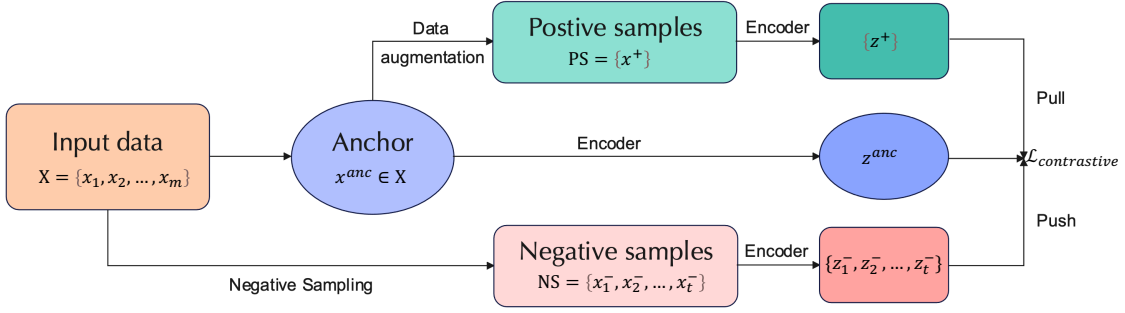 Data
augmentation
Postive samples
PS = {x⁺}
Encoder
{z⁺}
Pull
Input data
X = {x₁, x₂, ..., xₘ}
Anchor
xᵃⁿᶜ ∈ X
Encoder
zᵃⁿᶜ
ℒcontrastive
Push
Negative Sampling
Negative samples
NS = {x₁⁻, x₂⁻, ..., xₜ⁻}
Encoder
{z₁⁻, z₂⁻, ..., zₜ⁻}